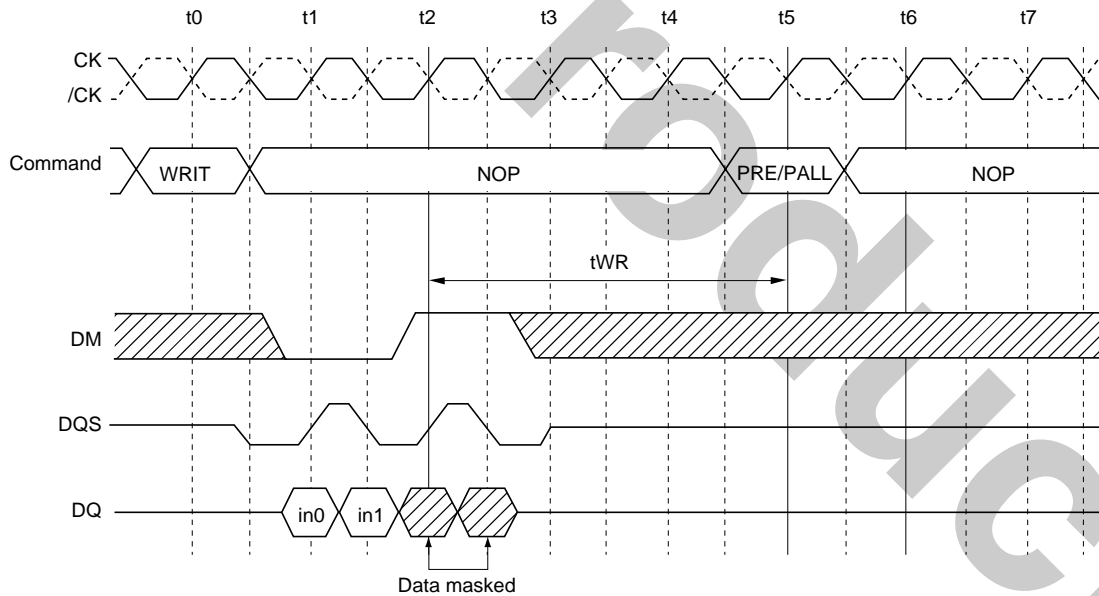 t0 t1 t2 t3 t4 t5 t6 t7
CK
/CK
Command WRIT NOP PRE/PALL NOP
tWR
DM
DQS
DQ in0 in1
Data masked
roduc